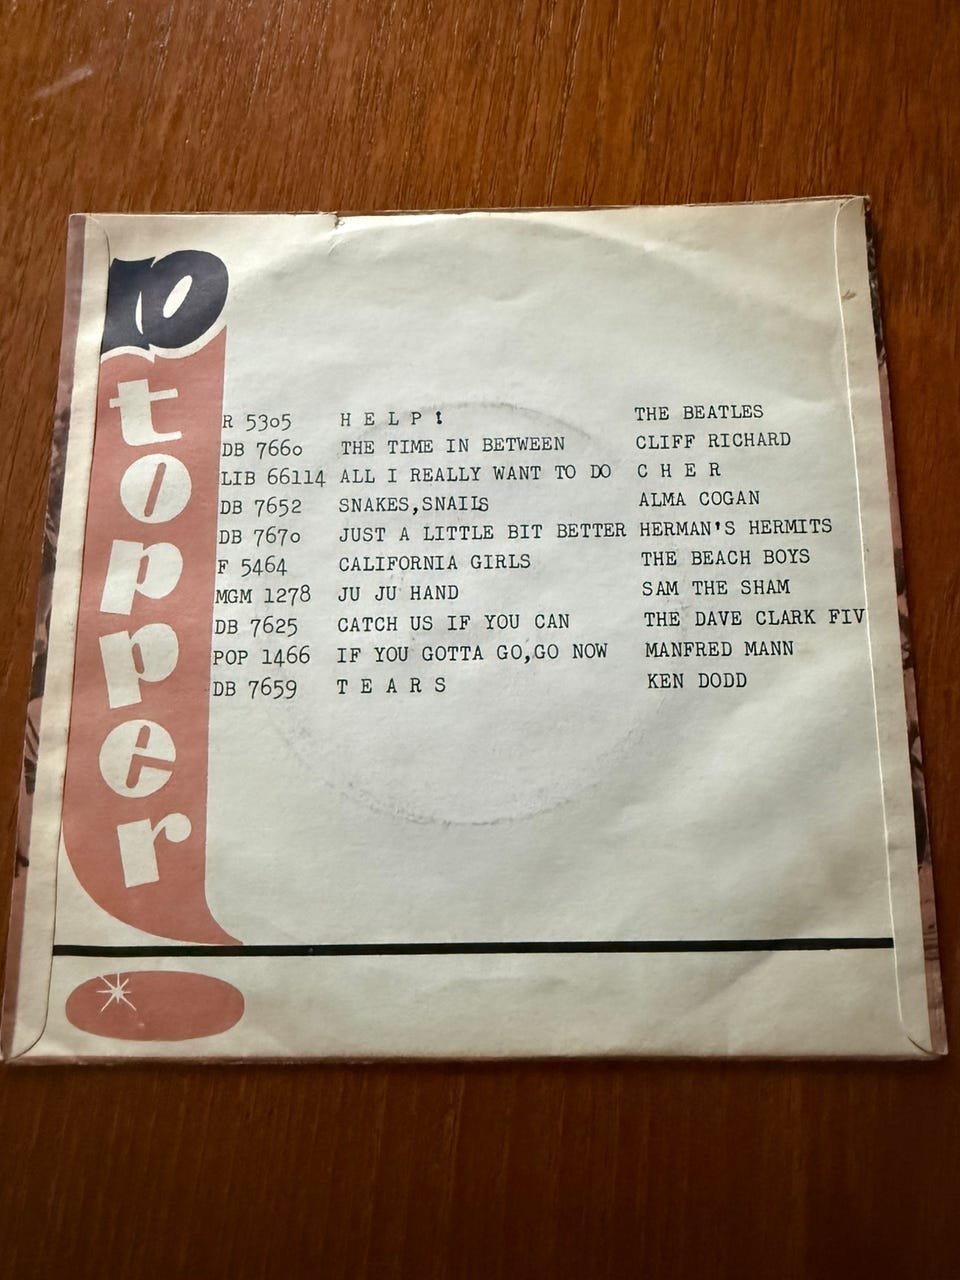 topper
R 5305 H E L P ! THE BEATLES
DB 7660 THE TIME IN BETWEEN CLIFF RICHARD
LIB 66114 ALL I REALLY WANT TO DO C H E R
DB 7652 SNAKES,SNAILS ALMA COGAN
DB 7670 JUST A LITTLE BIT BETTER HERMAN'S HERMITS
F 5464 CALIFORNIA GIRLS THE BEACH BOYS
MGM 1278 JU JU HAND SAM THE SHAM
DB 7625 CATCH US IF YOU CAN THE DAVE CLARK FIV
POP 1466 IF YOU GOTTA GO,GO NOW MANFRED MANN
DB 7659 T E A R S KEN DODD